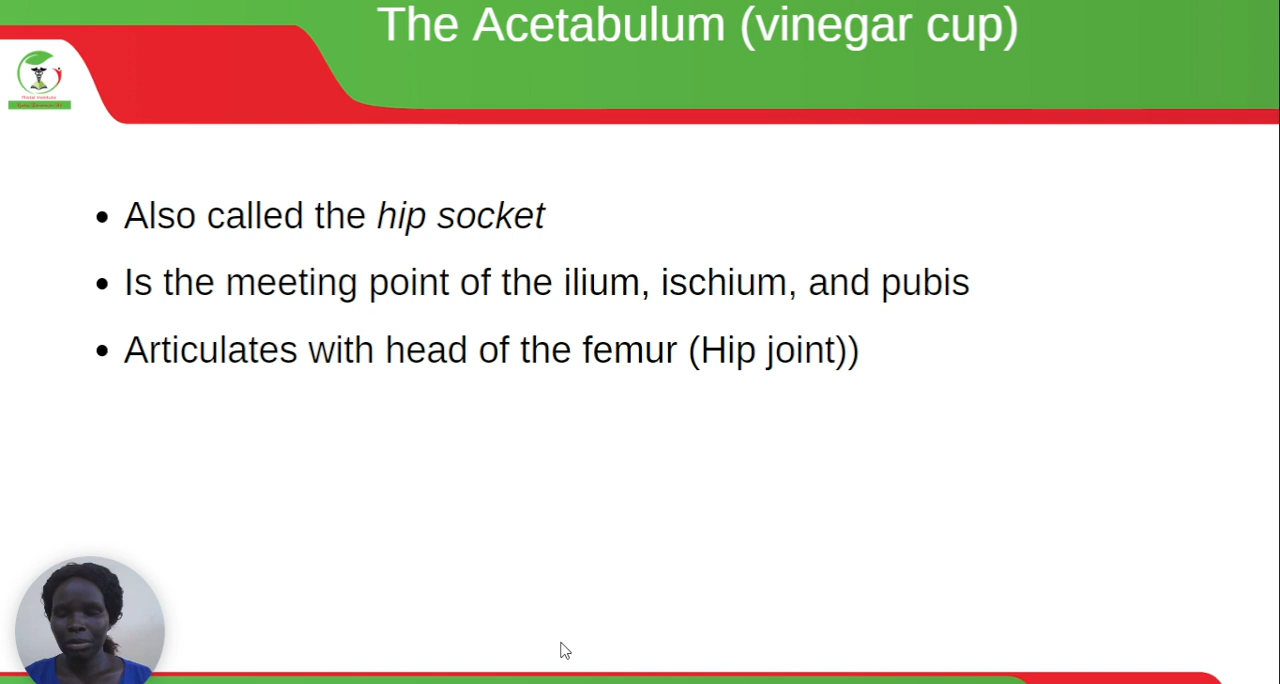 The Acetabulum (vinegar cup)
• Also called the hip socket
• Is the meeting point of the ilium, ischium, and pubis
• Articulates with head of the femur (Hip joint))